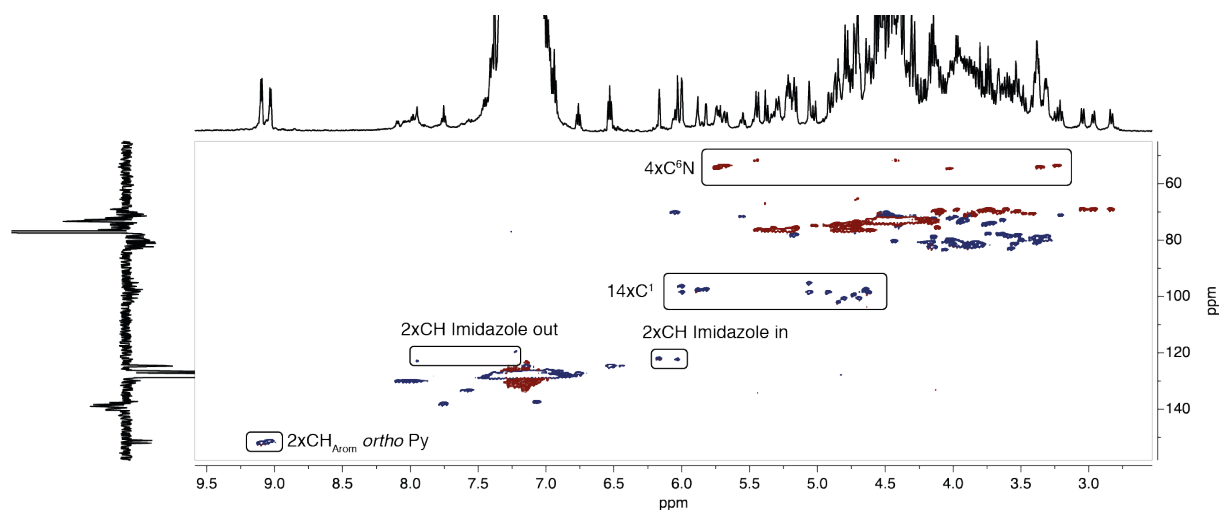 4xC⁶N
60
80
14xC¹
100
ppm
2xCH Imidazole out
2xCH Imidazole in
120
140
2xCH_Arom ortho Py
9.5 9.0 8.5 8.0 7.5 7.0 6.5 6.0 5.5 5.0 4.5 4.0 3.5 3.0
ppm